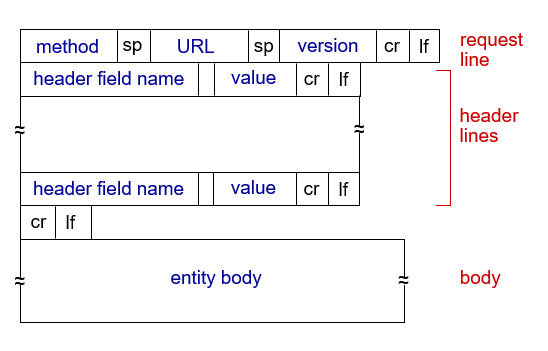 method sp URL sp version cr lf
request line
header field name value cr lf
header lines
header field name value cr lf
cr lf
entity body
body